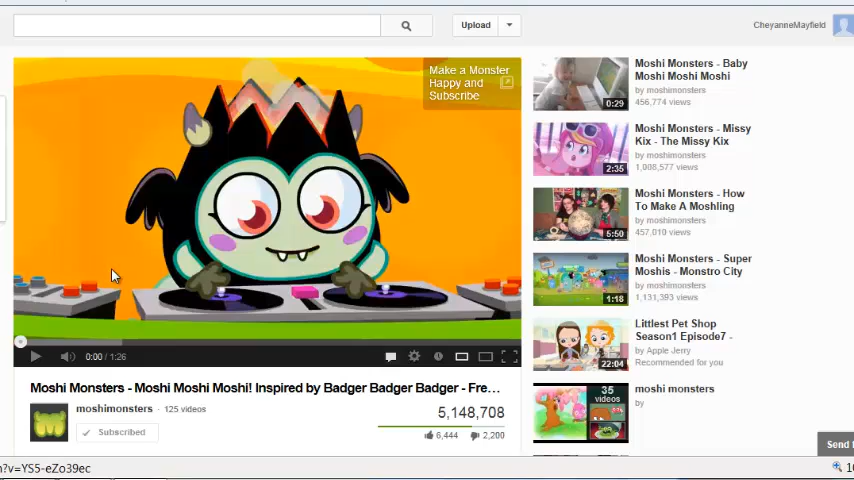 Upload
CheyanneMayfield
Make a Monster
Happy and
Subscribe
0:00 / 1:26
Moshi Monsters - Moshi Moshi Moshi! Inspired by Badger Badger Badger - Fre...
moshimonsters · 125 videos
Subscribed
5,148,708
6,444
2,200
0:29
Moshi Monsters - Baby
Moshi Moshi Moshi
by moshimonsters
456,774 views
2:35
Moshi Monsters - Missy
Kix - The Missy Kix
by moshimonsters
1,008,577 views
5:50
Moshi Monsters - How
To Make A Moshling
by moshimonsters
457,010 views
1:18
Moshi Monsters - Super
Moshis - Monstro City
by moshimonsters
1,131,393 views
22:04
Littlest Pet Shop
Season1 Episode7 -
by Apple Jerry
Recommended for you
35
videos
moshi monsters
by
Send
?v=YS5-eZo39ec